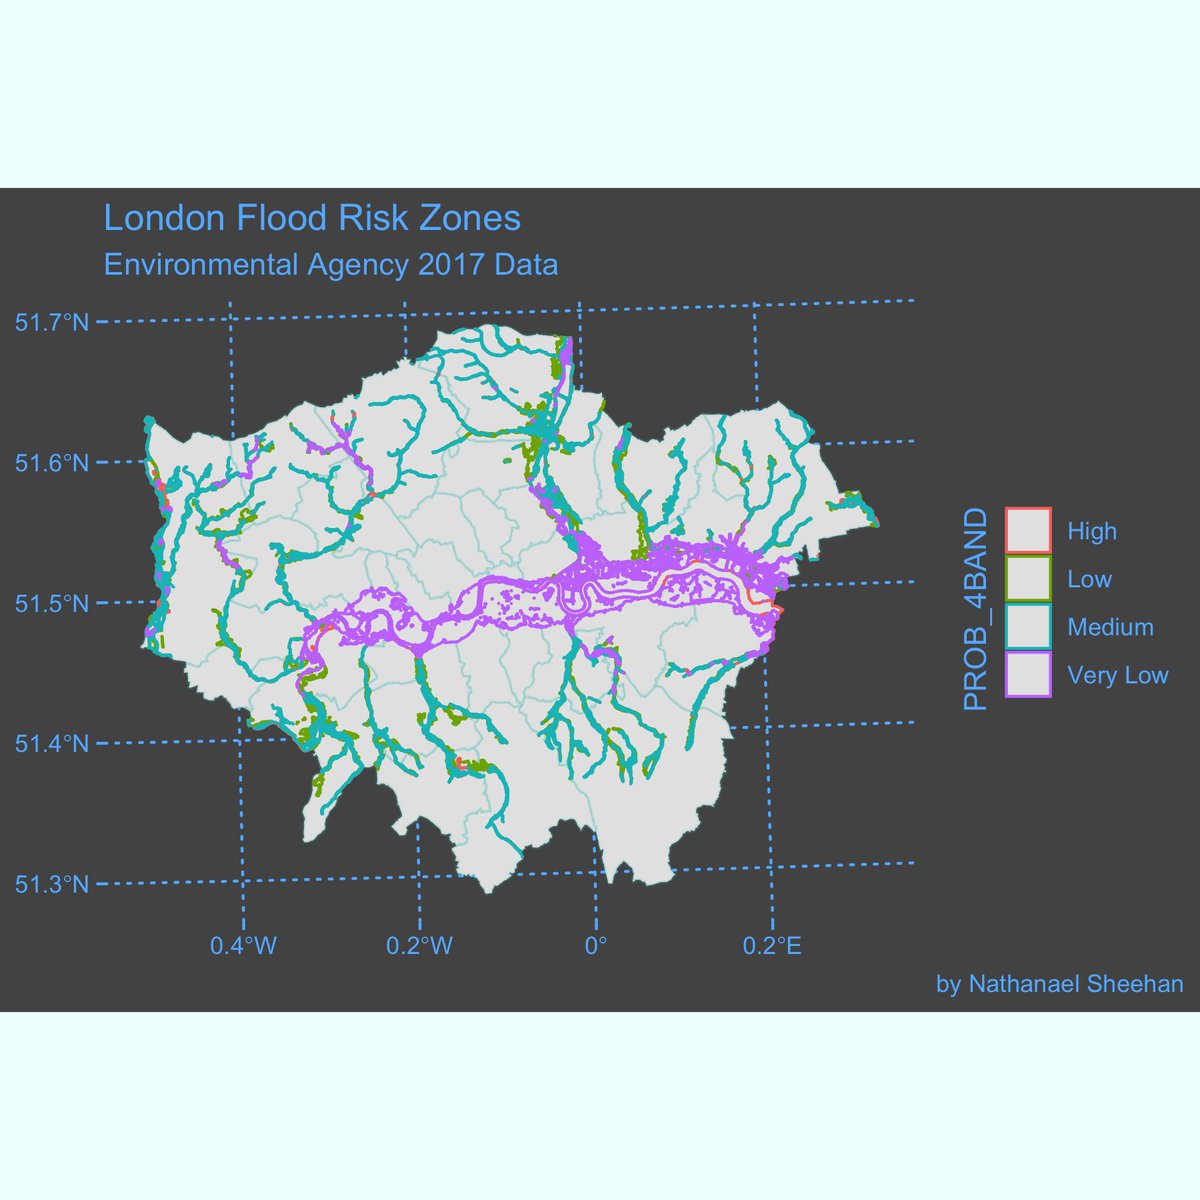 London Flood Risk Zones
Environmental Agency 2017 Data
51.7°N
51.6°N
51.5°N
51.4°N
51.3°N
0.4°W
0.2°W
0°
0.2°E
PROB_4BAND
High
Low
Medium
Very Low
by Nathanael Sheehan